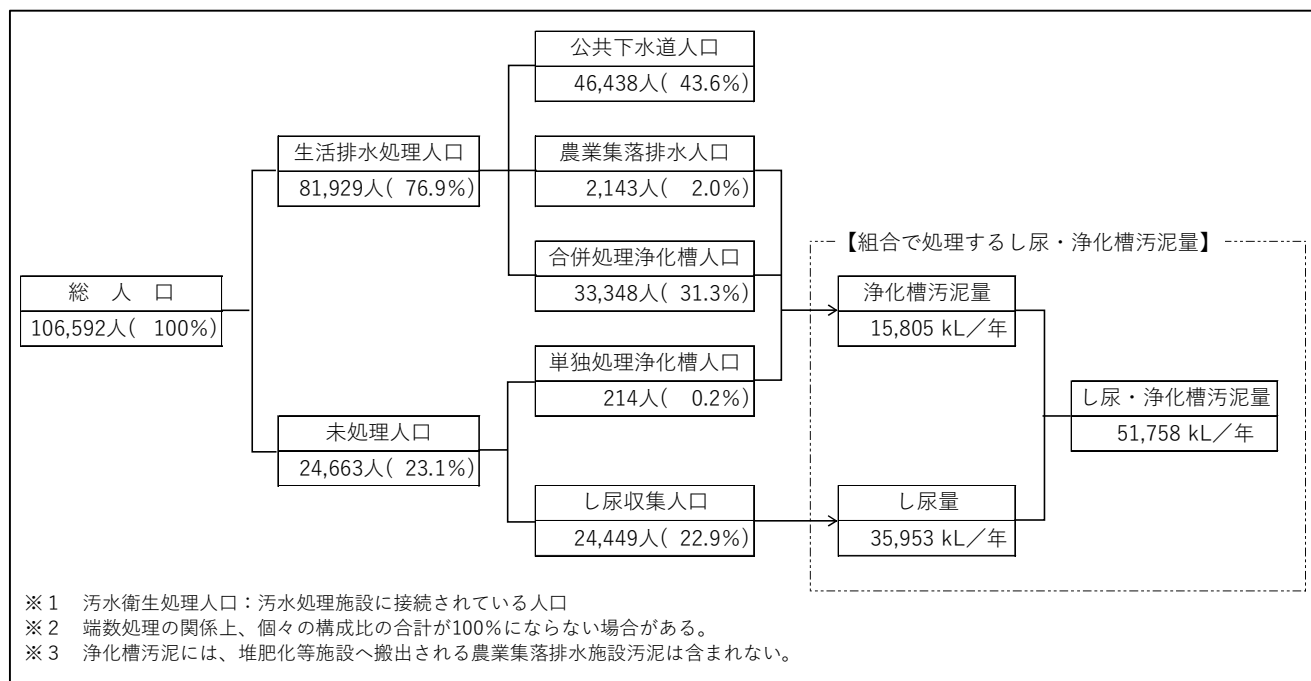 公共下水道人口
46,438人( 43.6%)
生活排水処理人口
81,929人( 76.9%)
農業集落排水人口
2,143人( 2.0%)
【組合で処理するし尿・浄化槽汚泥量】
合併処理浄化槽人口
33,348人( 31.3%)
総 人 口
106,592人( 100%)
浄化槽汚泥量
15,805 kL／年
単独処理浄化槽人口
214人( 0.2%)
し尿・浄化槽汚泥量
51,758 kL／年
未処理人口
24,663人( 23.1%)
し尿収集人口
24,449人( 22.9%)
し尿量
35,953 kL／年
※１ 汚水衛生処理人口：汚水処理施設に接続されている人口
※２ 端数処理の関係上、個々の構成比の合計が100%にならない場合がある。
※３ 浄化槽汚泥には、堆肥化等施設へ搬出される農業集落排水施設汚泥は含まれない。